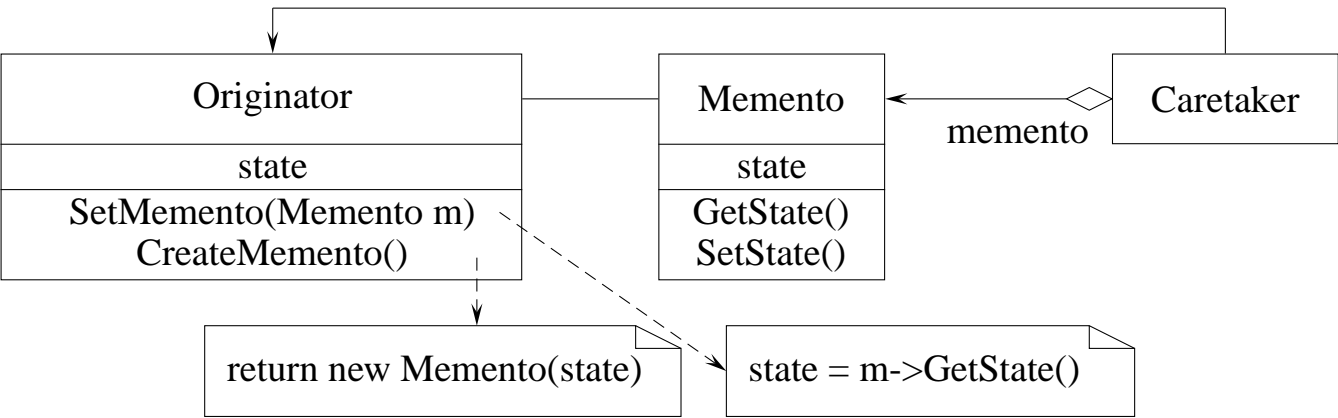 Originator
state
SetMemento(Memento m)
CreateMemento()
Memento
state
GetState()
SetState()
memento
Caretaker
return new Memento(state)
state = m->GetState()